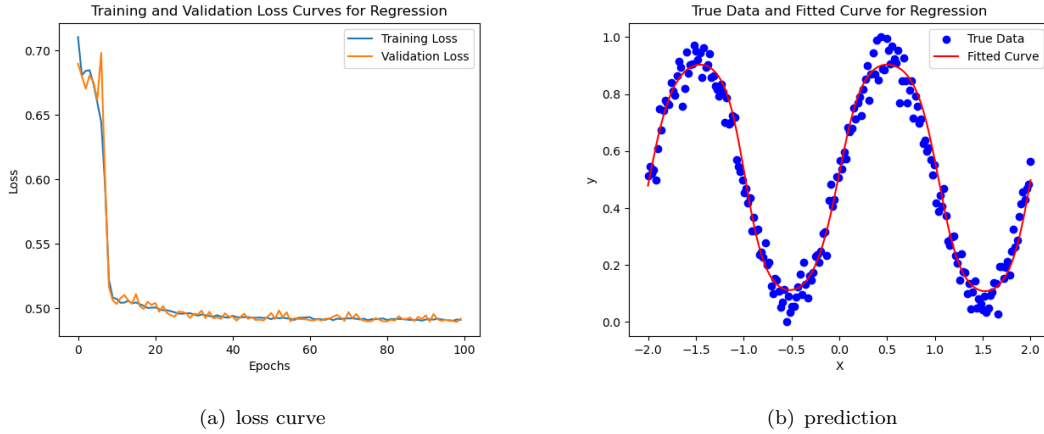 Training and Validation Loss Curves for Regression
Training Loss
Validation Loss
0.70
0.65
0.60
0.55
0.50
Loss
0
20
40
60
80
100
Epochs
(a) loss curve
True Data and Fitted Curve for Regression
True Data
Fitted Curve
1.0
0.8
0.6
0.4
0.2
0.0
y
−2.0
−1.5
−1.0
−0.5
0.0
0.5
1.0
1.5
2.0
X
(b) prediction